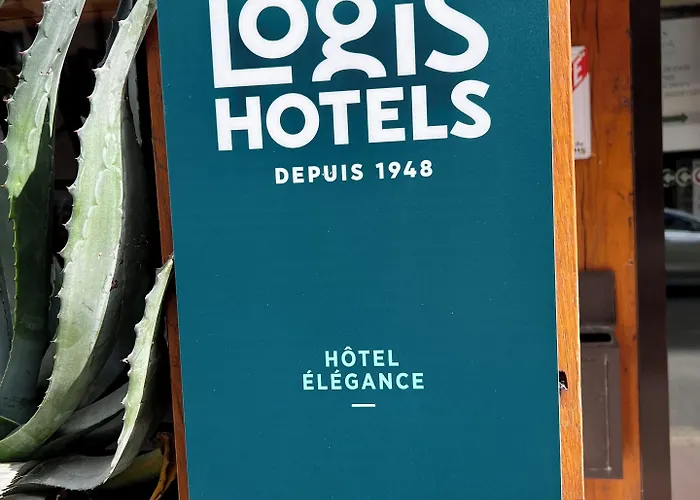 LOGIS
HOTELS
DEPUIS 1948
HÔTEL
ÉLÉGANCE